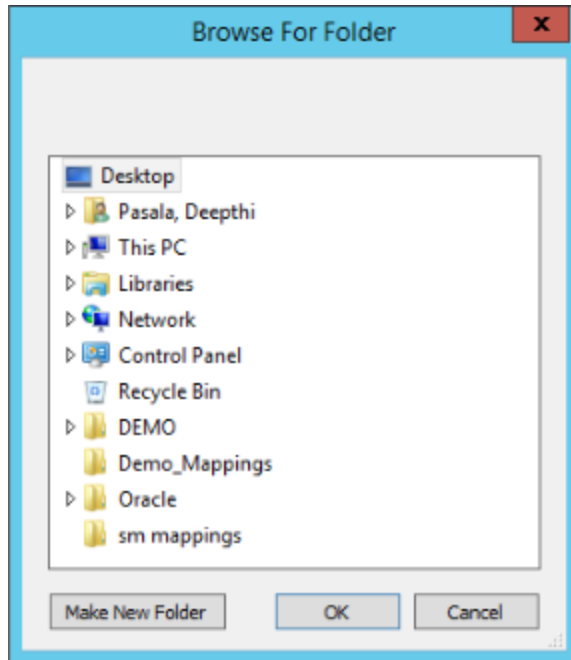 Browse For Folder
x
Desktop
Pasala, Deepthi
This PC
Libraries
Network
Control Panel
Recycle Bin
DEMO
Demo_Mappings
Oracle
sm mappings
Make New Folder OK Cancel